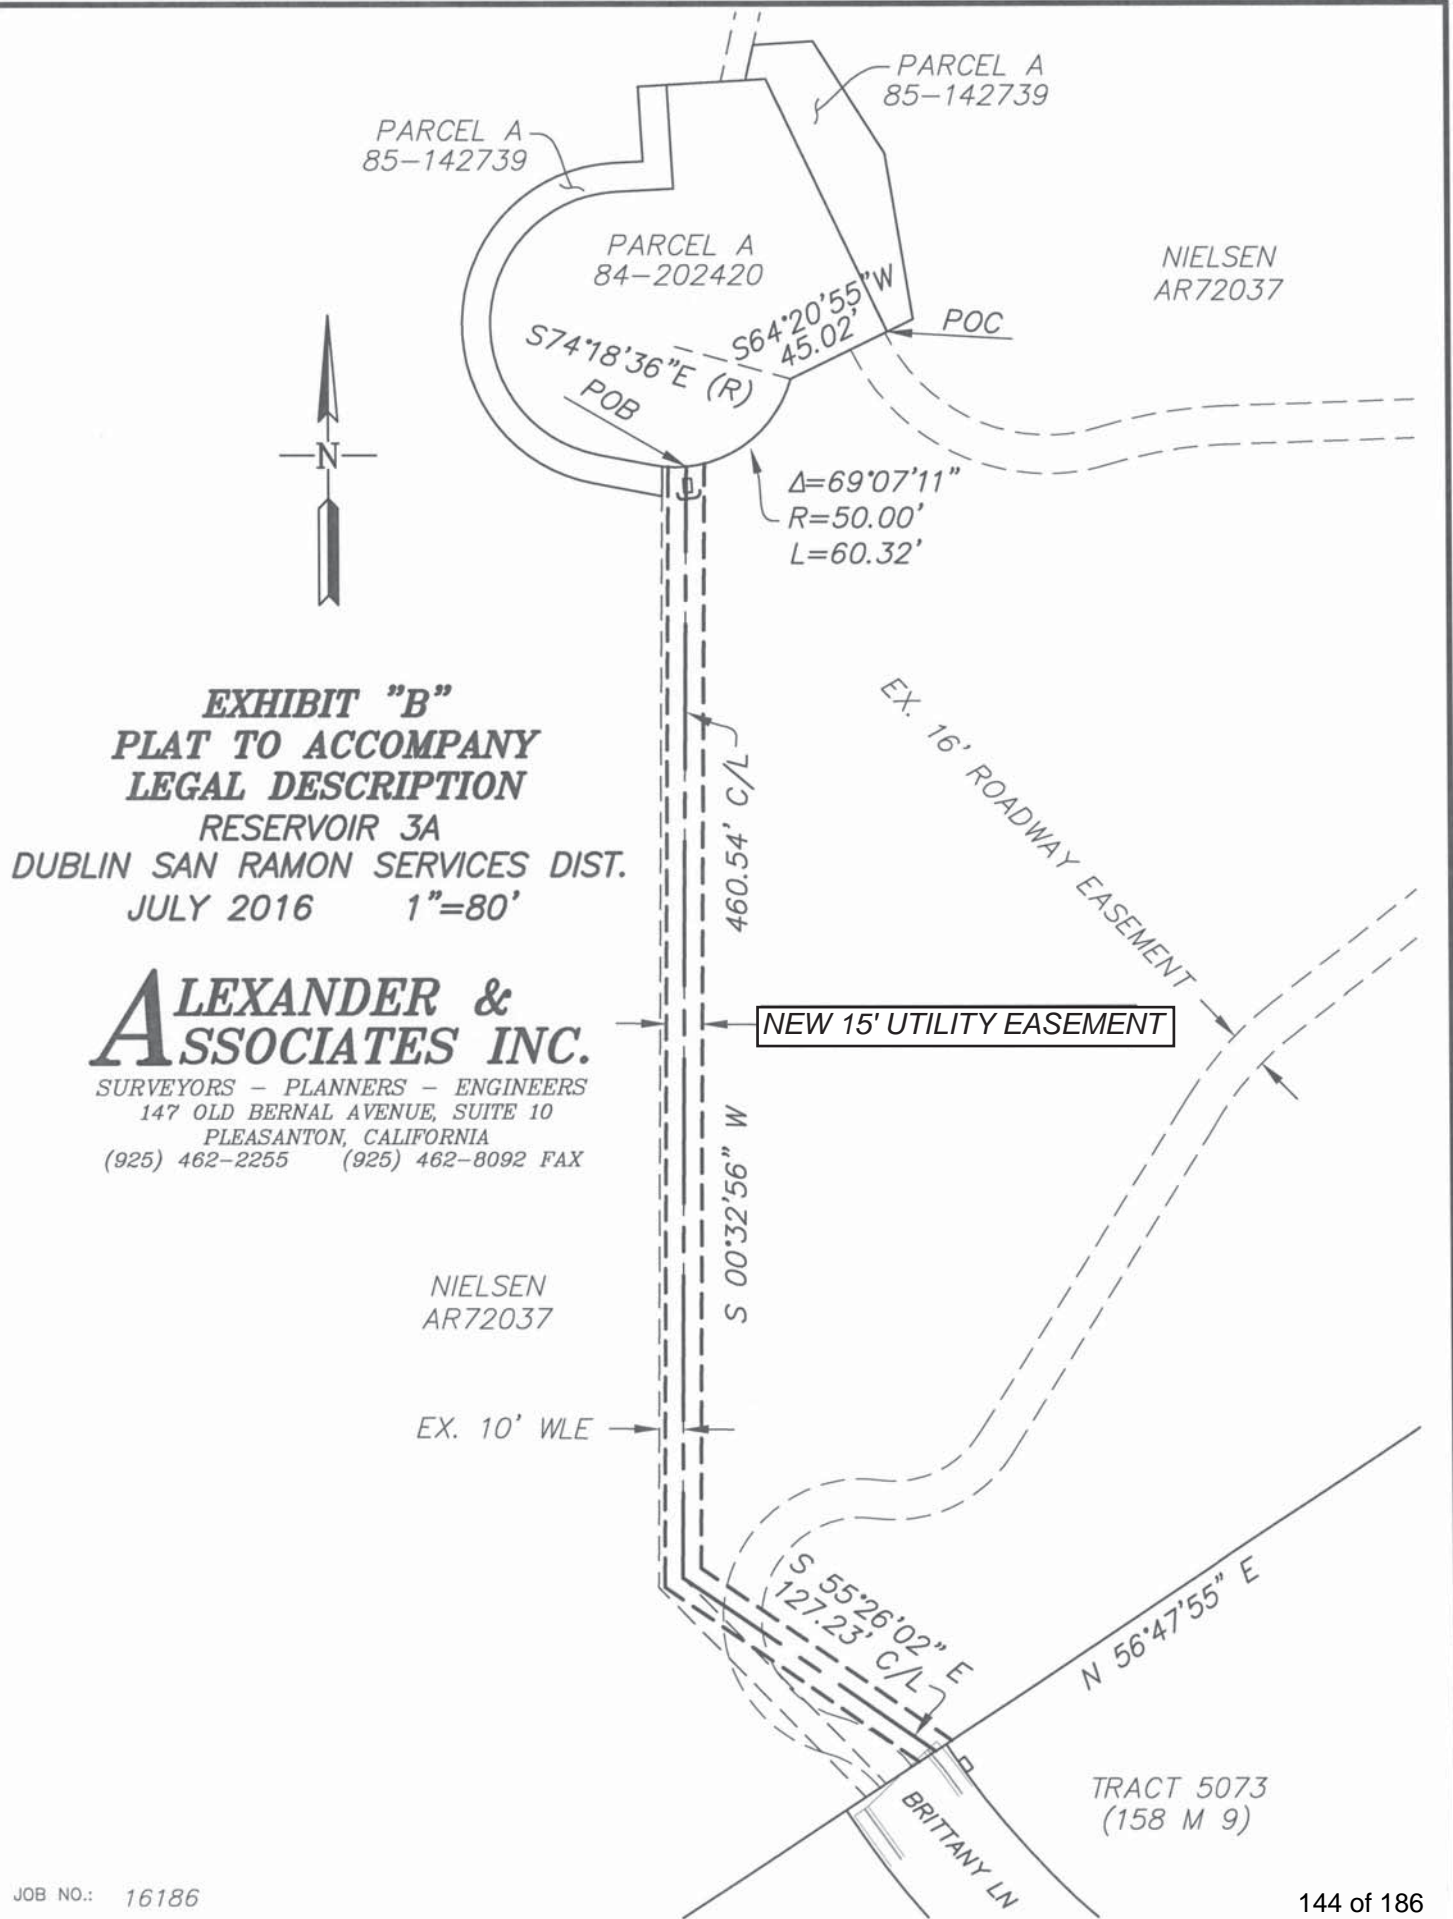 PARCEL A
85-142739
PARCEL A
85-142739
PARCEL A
84-202420
NIELSEN
AR72037
S64°20'55"W
45.02'
POC
S74°18'36"E (R)
POB
Δ=69°07'11"
R=50.00'
L=60.32'
N
EXHIBIT "B"
PLAT TO ACCOMPANY
LEGAL DESCRIPTION
RESERVOIR 3A
DUBLIN SAN RAMON SERVICES DIST.
JULY 2016 1"=80'
ALEXANDER &
ASSOCIATES INC.
SURVEYORS - PLANNERS - ENGINEERS
147 OLD BERNAL AVENUE, SUITE 10
PLEASANTON, CALIFORNIA
(925) 462-2255 (925) 462-8092 FAX
460.54' C/L
EX. 16' ROADWAY EASEMENT
NEW 15' UTILITY EASEMENT
S 00°32'56" W
NIELSEN
AR72037
EX. 10' WLE
S 55°26'02" E
127.23' C/L
N 56°47'55" E
BRITTANY LN
TRACT 5073
(158 M 9)
JOB NO.: 16186
144 of 186